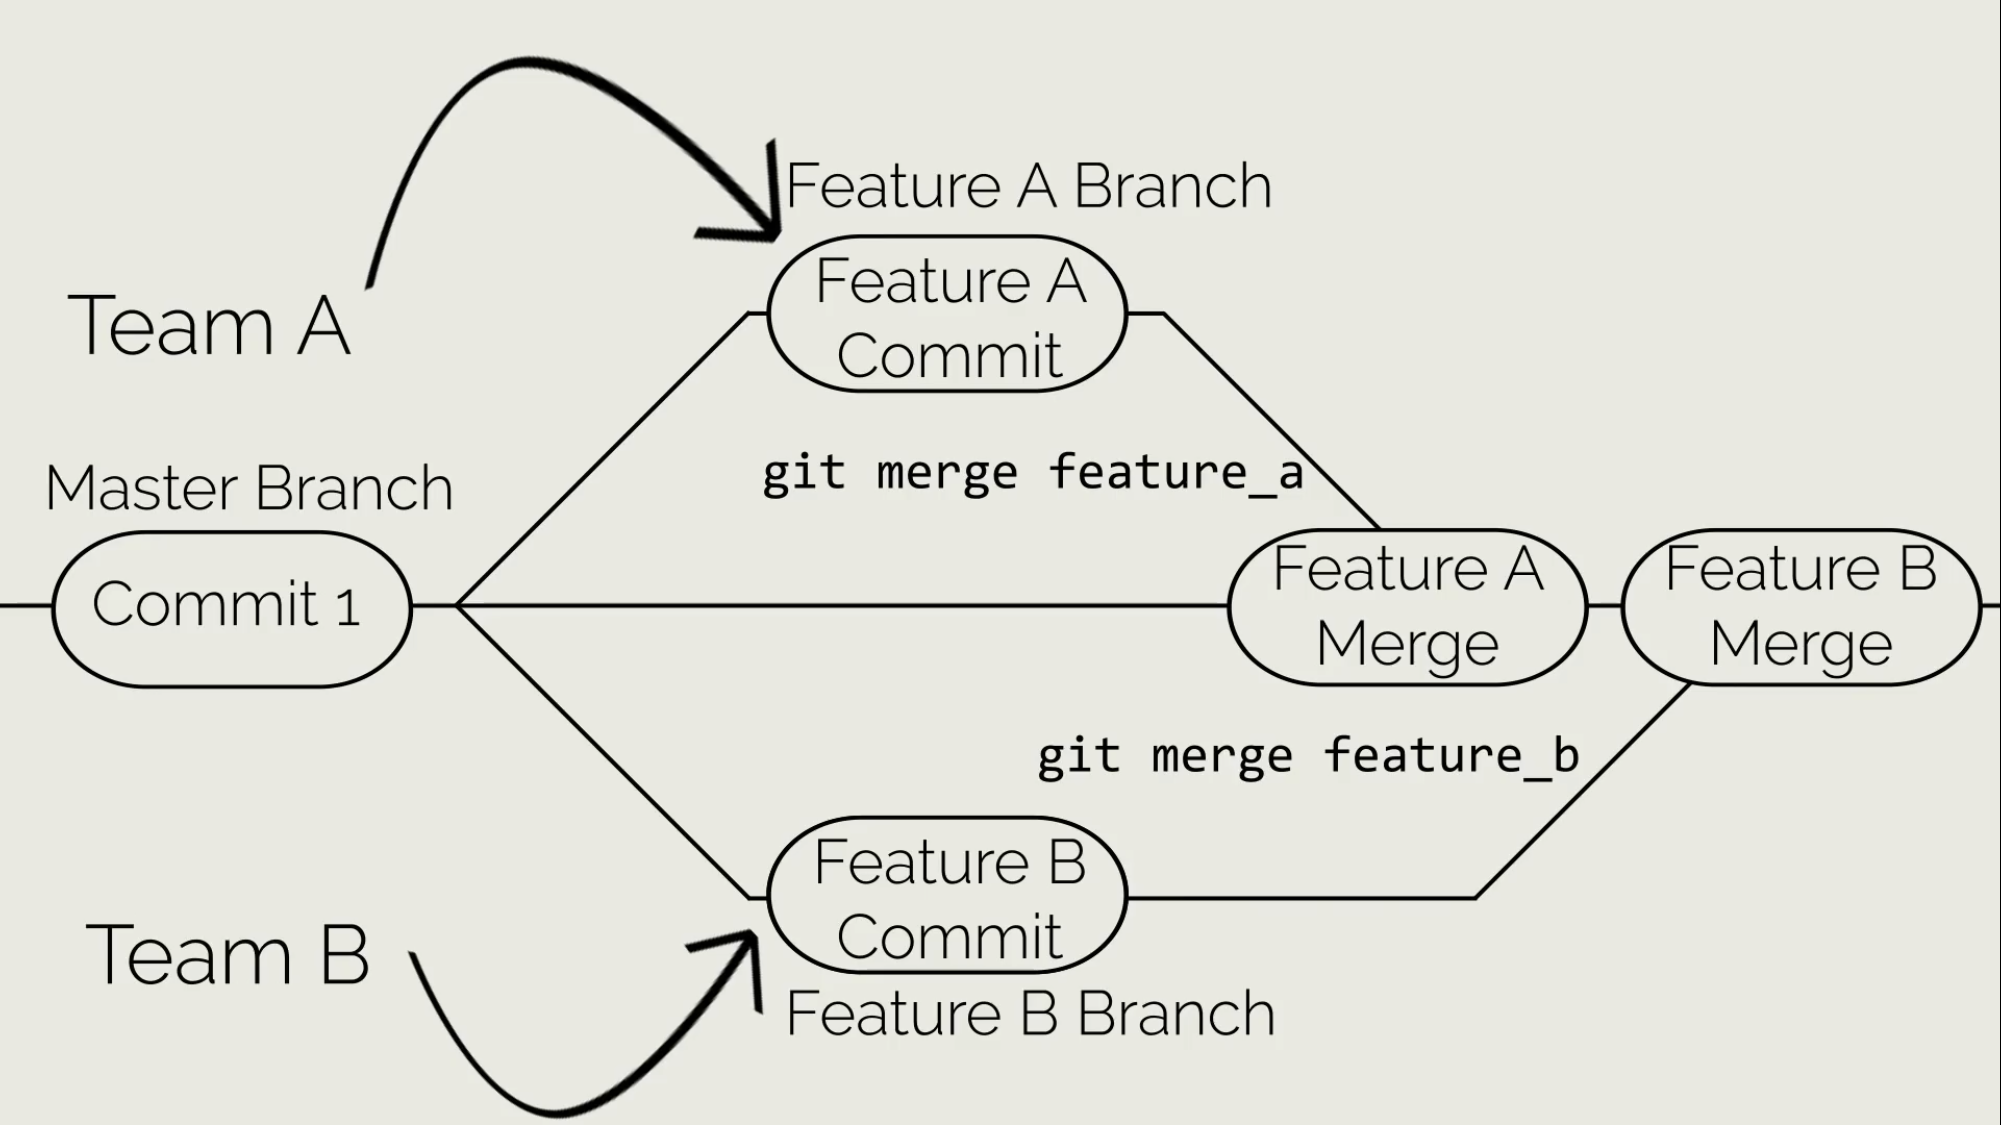 Feature A Branch
Feature A
Commit
Team A
git merge feature_a
Master Branch
Commit 1
Feature A
Merge
Feature B
Merge
git merge feature_b
Feature B
Commit
Team B
Feature B Branch